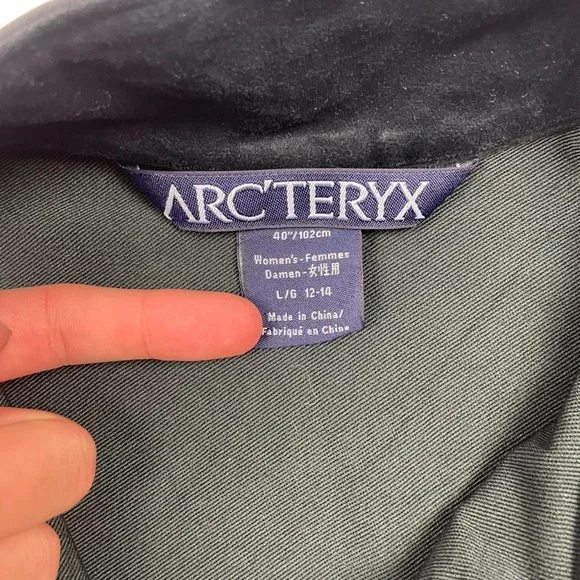 ARC'TERYX
40"/102cm
Women's-Femmes
Damen-女性用
L/G 12-14
Made in China/
Fabriqué en Chine